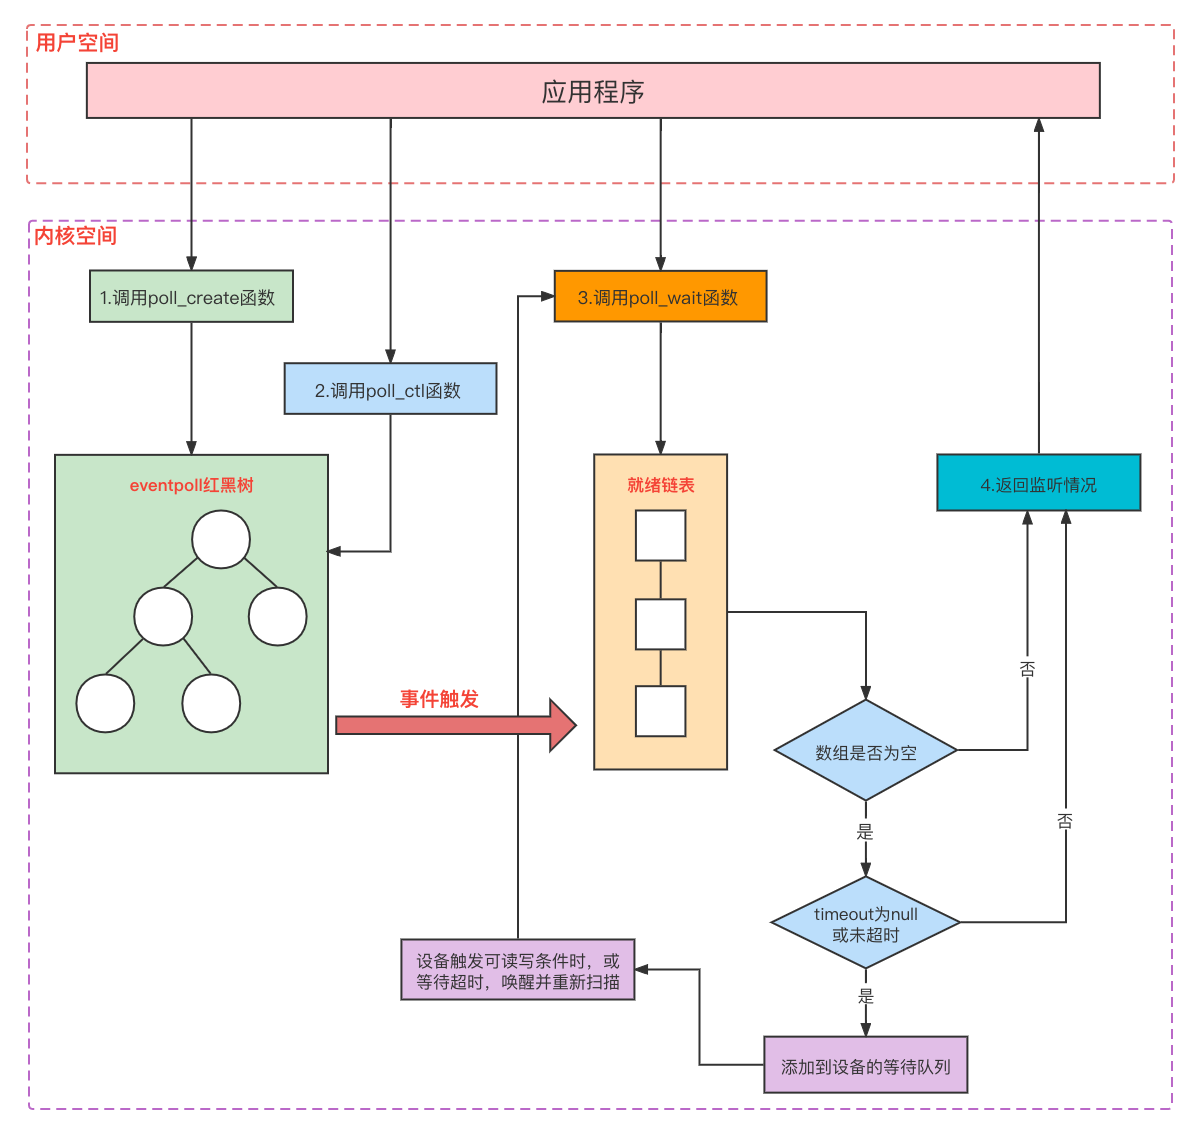 用户空间
应用程序
内核空间
1.调用poll_create函数
3.调用poll_wait函数
2.调用poll_ctl函数
eventpoll红黑树
就绪链表
4.返回监听情况
否
事件触发
数组是否为空
否
是
timeout为null
或未超时
设备触发可读写条件时，或
等待超时，唤醒并重新扫描
是
添加到设备的等待队列